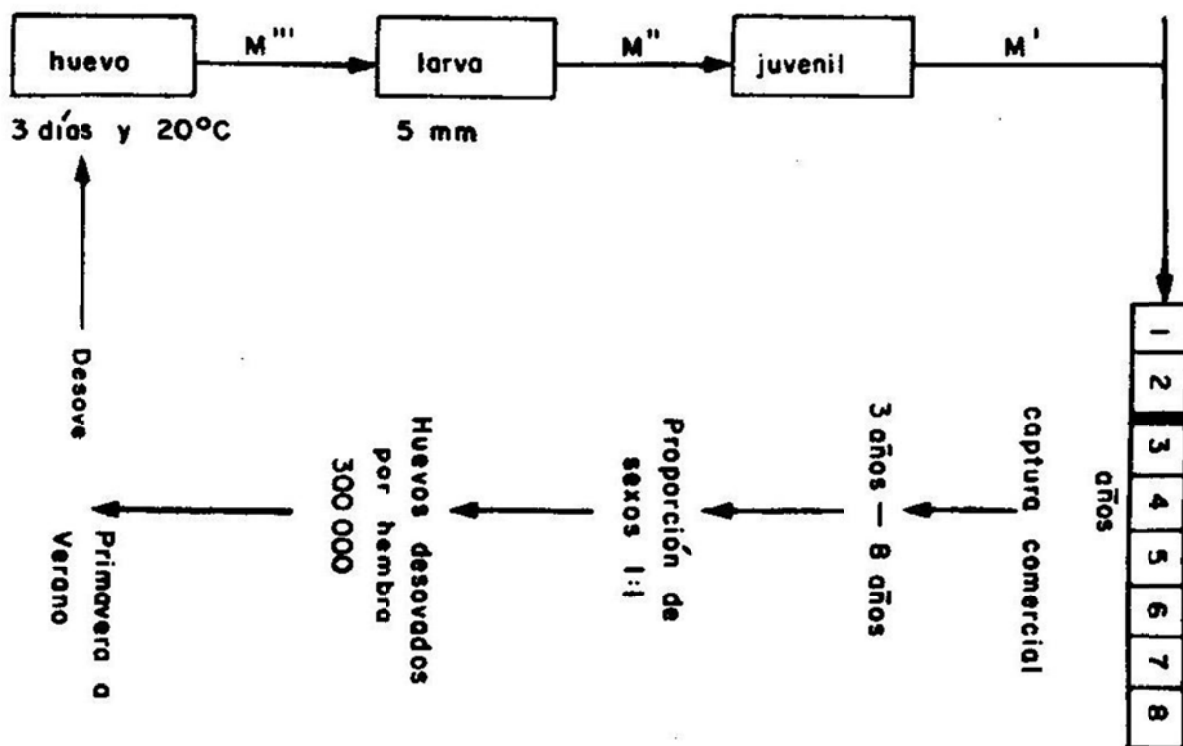 huevo
M'''
larva
M''
juvenil
M'
3 días y 20°C
5 mm
1
2
3
4
5
6
7
8
años
captura comercial
3 años — 8 años
Proporción de
sexos 1:1
Huevos desovados
por hembra
300 000
Primavera a
Verano
Desove